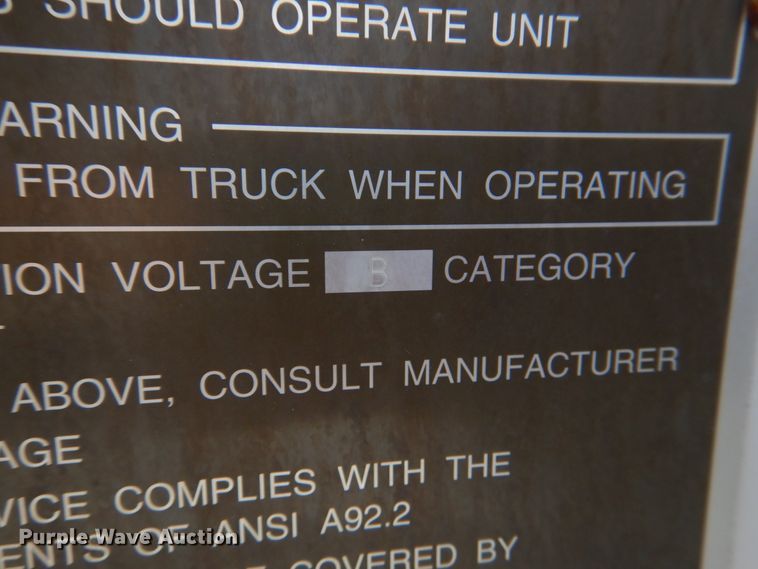 SHOULD OPERATE UNIT
ARNING
FROM TRUCK WHEN OPERATING
ION VOLTAGE B CATEGORY
ABOVE, CONSULT MANUFACTURER
AGE
VICE COMPLIES WITH THE
ENTS OF ANSI A92.2
COVERED BY
Purple Wave Auction